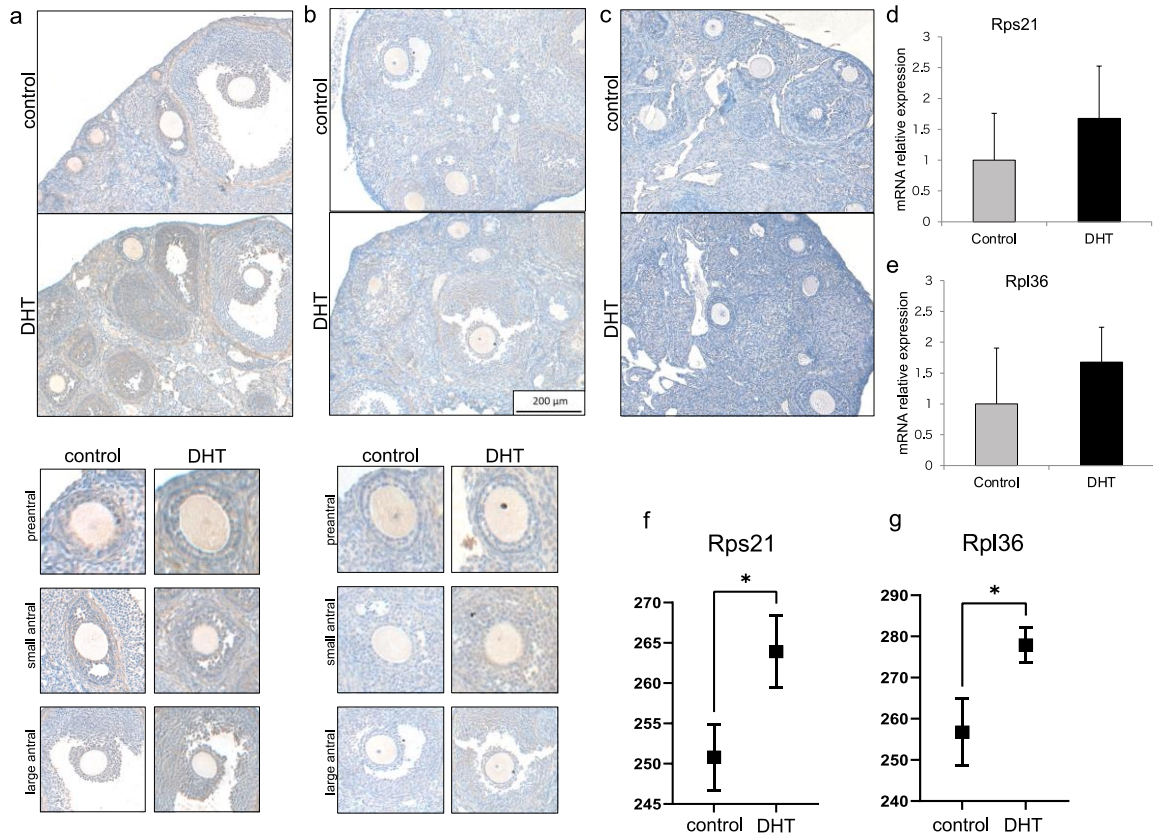 a
control
DHT
b
control
DHT
200 µm
c
control
DHT
d
Rps21
mRNA relative expression
3
2.5
2
1.5
1
0.5
0
Control
DHT
e
Rpl36
mRNA relative expression
3
2.5
2
1.5
1
0.5
0
Control
DHT
control
DHT
preantral
small antral
large antral
control
DHT
preantral
small antral
large antral
f
Rps21
*
270
265
260
255
250
245
control
DHT
g
Rpl36
*
290
280
270
260
250
240
control
DHT